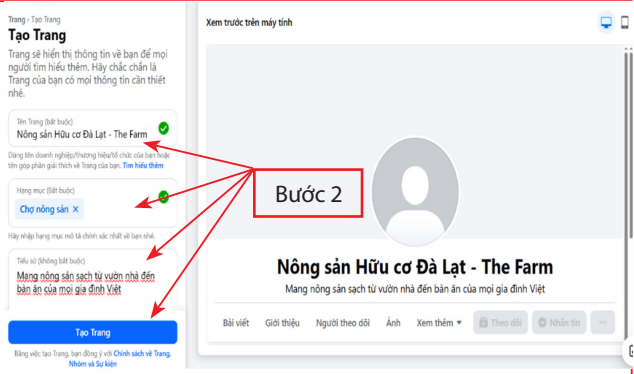 Trang › Tạo Trang
Tạo Trang
Trang sẽ hiển thị thông tin về bạn để mọi
người tìm hiểu thêm. Hãy chắc chắn là
Trang của bạn có mọi thông tin cần thiết
nhé.
Tên Trang (bắt buộc)
Nông sản Hữu cơ Đà Lạt - The Farm
Dùng tên doanh nghiệp/thương hiệu/tổ chức của bạn hoặc
tên góp phần giải thích về Trang của bạn. Tìm hiểu thêm
Hạng mục (Bắt buộc)
Chợ nông sản ×
Hãy nhập hạng mục mô tả chính xác nhất về bạn nhé.
Tiểu sử (không bắt buộc)
Mang nông sản sạch từ vườn nhà đến
bàn ăn của mọi gia đình Việt
Tạo Trang
Bằng việc tạo Trang, bạn đồng ý với Chính sách về Trang,
Nhóm và Sự kiện
Xem trước trên máy tính
Bước 2
Nông sản Hữu cơ Đà Lạt - The Farm
Mang nông sản sạch từ vườn nhà đến bàn ăn của mọi gia đình Việt
Bài viết Giới thiệu Người theo dõi Ảnh Xem thêm Theo dõi Nhắn tin ...